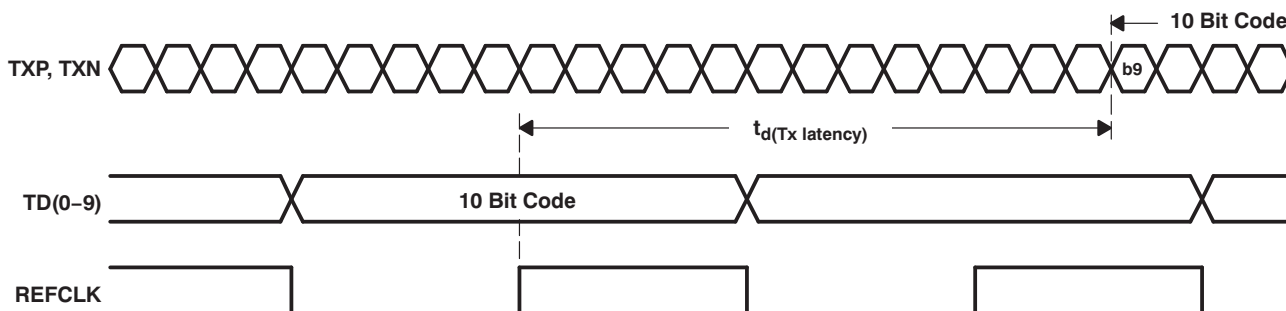 10 Bit Code
TXP, TXN
b9
td(Tx latency)
TD(0–9)
10 Bit Code
REFCLK